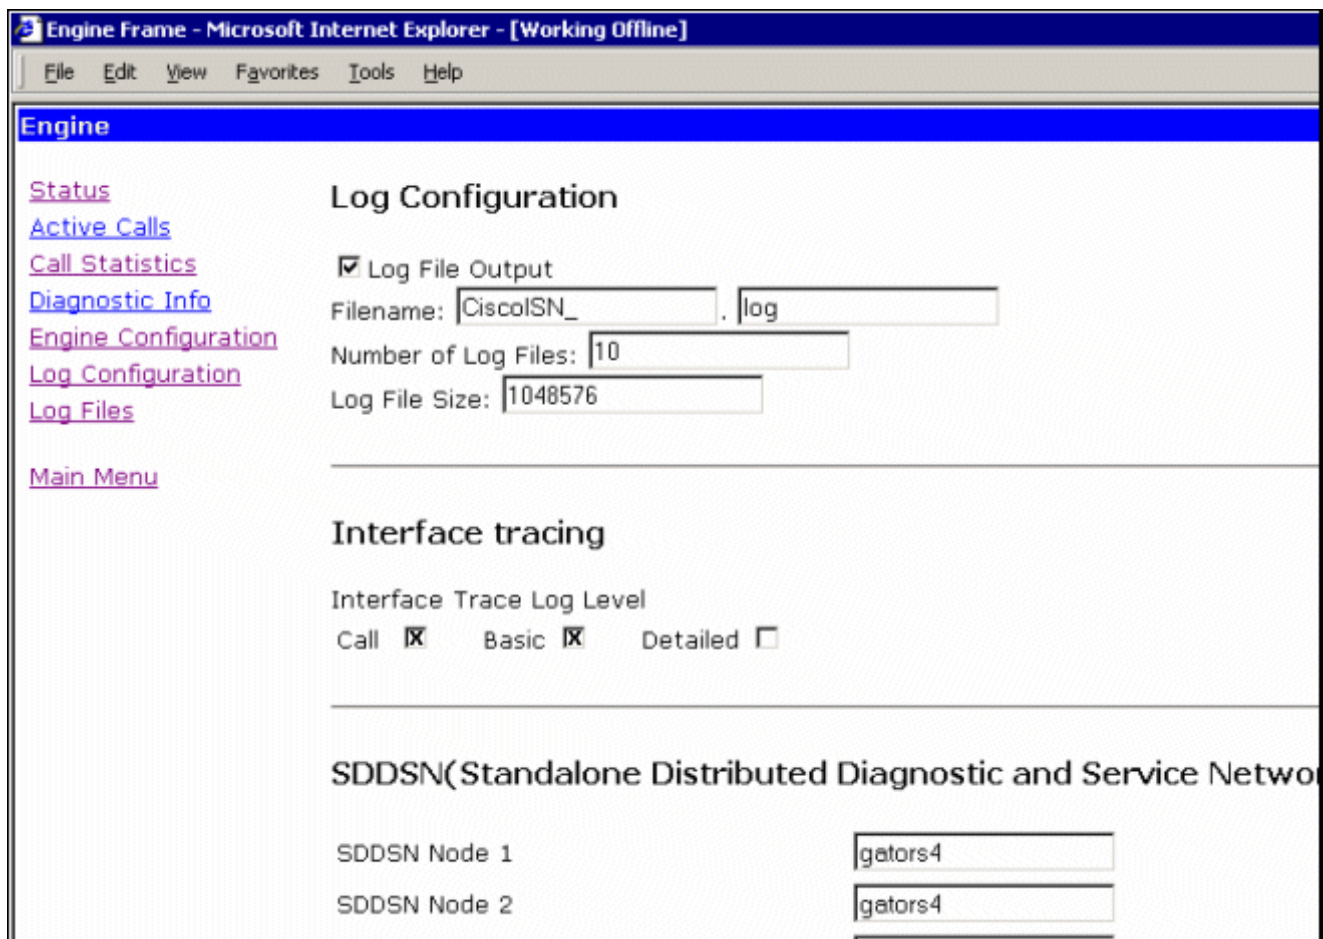 Engine Frame - Microsoft Internet Explorer - [Working Offline]
File Edit View Favorites Tools Help
Engine
Status
Active Calls
Call Statistics
Diagnostic Info
Engine Configuration
Log Configuration
Log Files
Main Menu
Log Configuration
Log File Output
Filename: CiscoISN_ . log
Number of Log Files: 10
Log File Size: 1048576
Interface tracing
Interface Trace Log Level
Call Basic Detailed
SDDSN(Standalone Distributed Diagnostic and Service Networ
SDDSN Node 1 gators4
SDDSN Node 2 gators4